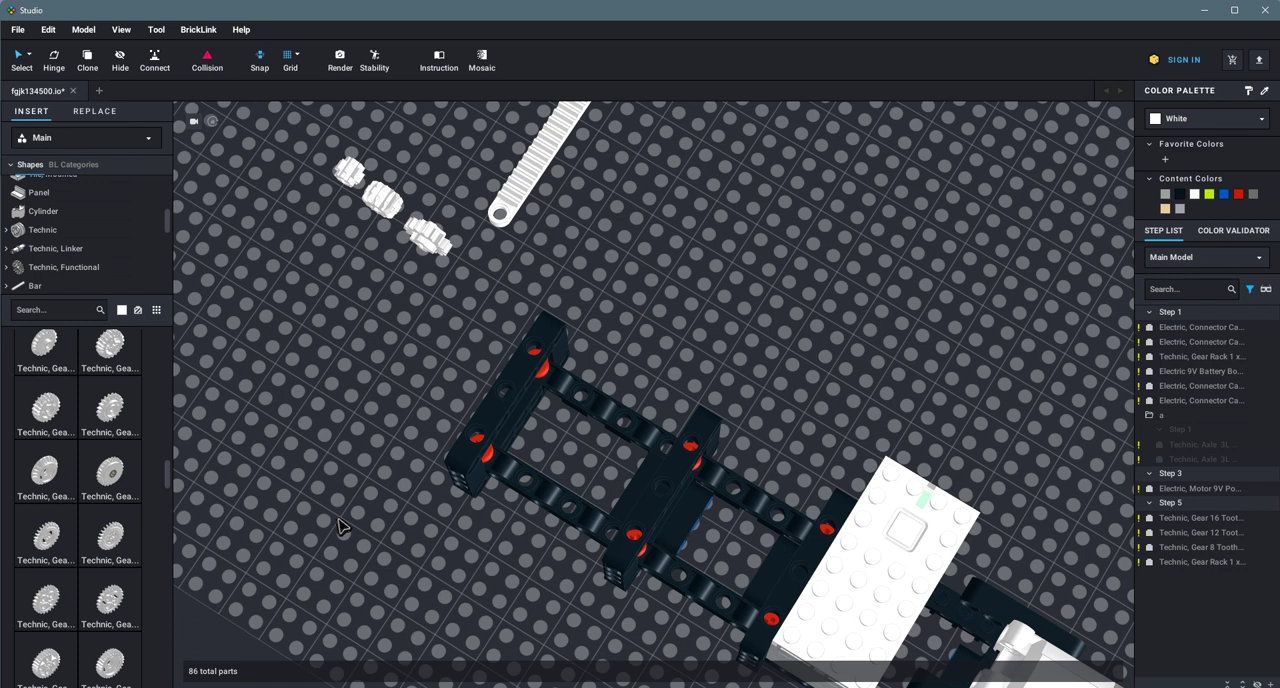 Studio
File Edit Model View Tool BrickLink Help
Select Hinge Clone Hide Connect Collision Snap Grid Render Stability Instruction Mosaic
SIGN IN
fgjk134500.io*
INSERT REPLACE
Main
Shapes BL Categories
Panel
Cylinder
Technic
Technic, Linker
Technic, Functional
Bar
Search...
Technic, Gea... Technic, Gea...
Technic, Gea... Technic, Gea...
Technic, Gea... Technic, Gea...
Technic, Gea... Technic, Gea...
Technic, Gea... Technic, Gea...
86 total parts
COLOR PALETTE
White
Favorite Colors
Content Colors
STEP LIST COLOR VALIDATOR
Main Model
Search...
Step 1
Electric, Connector Ca...
Electric, Connector Ca...
Technic, Gear Rack 1 x...
Electric 9V Battery Bo...
Electric, Connector Ca...
Electric, Connector Ca...
a
Step 1
Technic, Axle 3L ...
Technic, Axle 3L ...
Step 3
Electric, Motor 9V Po...
Step 5
Technic, Gear 16 Toot...
Technic, Gear 12 Toot...
Technic, Gear 8 Tooth...
Technic, Gear Rack 1 x...